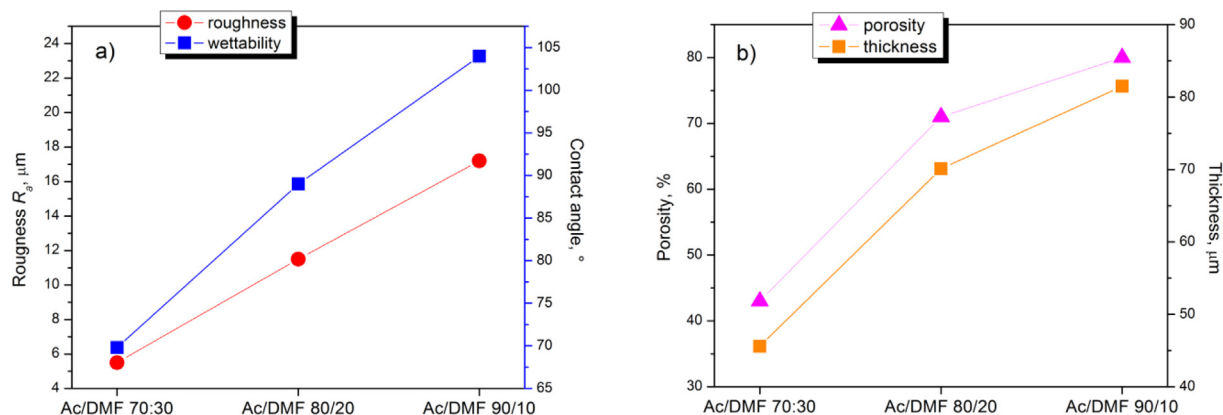 roughness
wettability
a)
24
22
20
18
16
14
12
10
8
6
4
Rougness Ra, μm
105
100
95
90
85
80
75
70
65
Contact angle, °
Ac/DMF 70:30
Ac/DMF 80/20
Ac/DMF 90/10
porosity
thickness
b)
80
70
60
50
40
30
Porosity, %
90
80
70
60
50
40
Thickness, μm
Ac/DMF 70:30
Ac/DMF 80/20
Ac/DMF 90/10